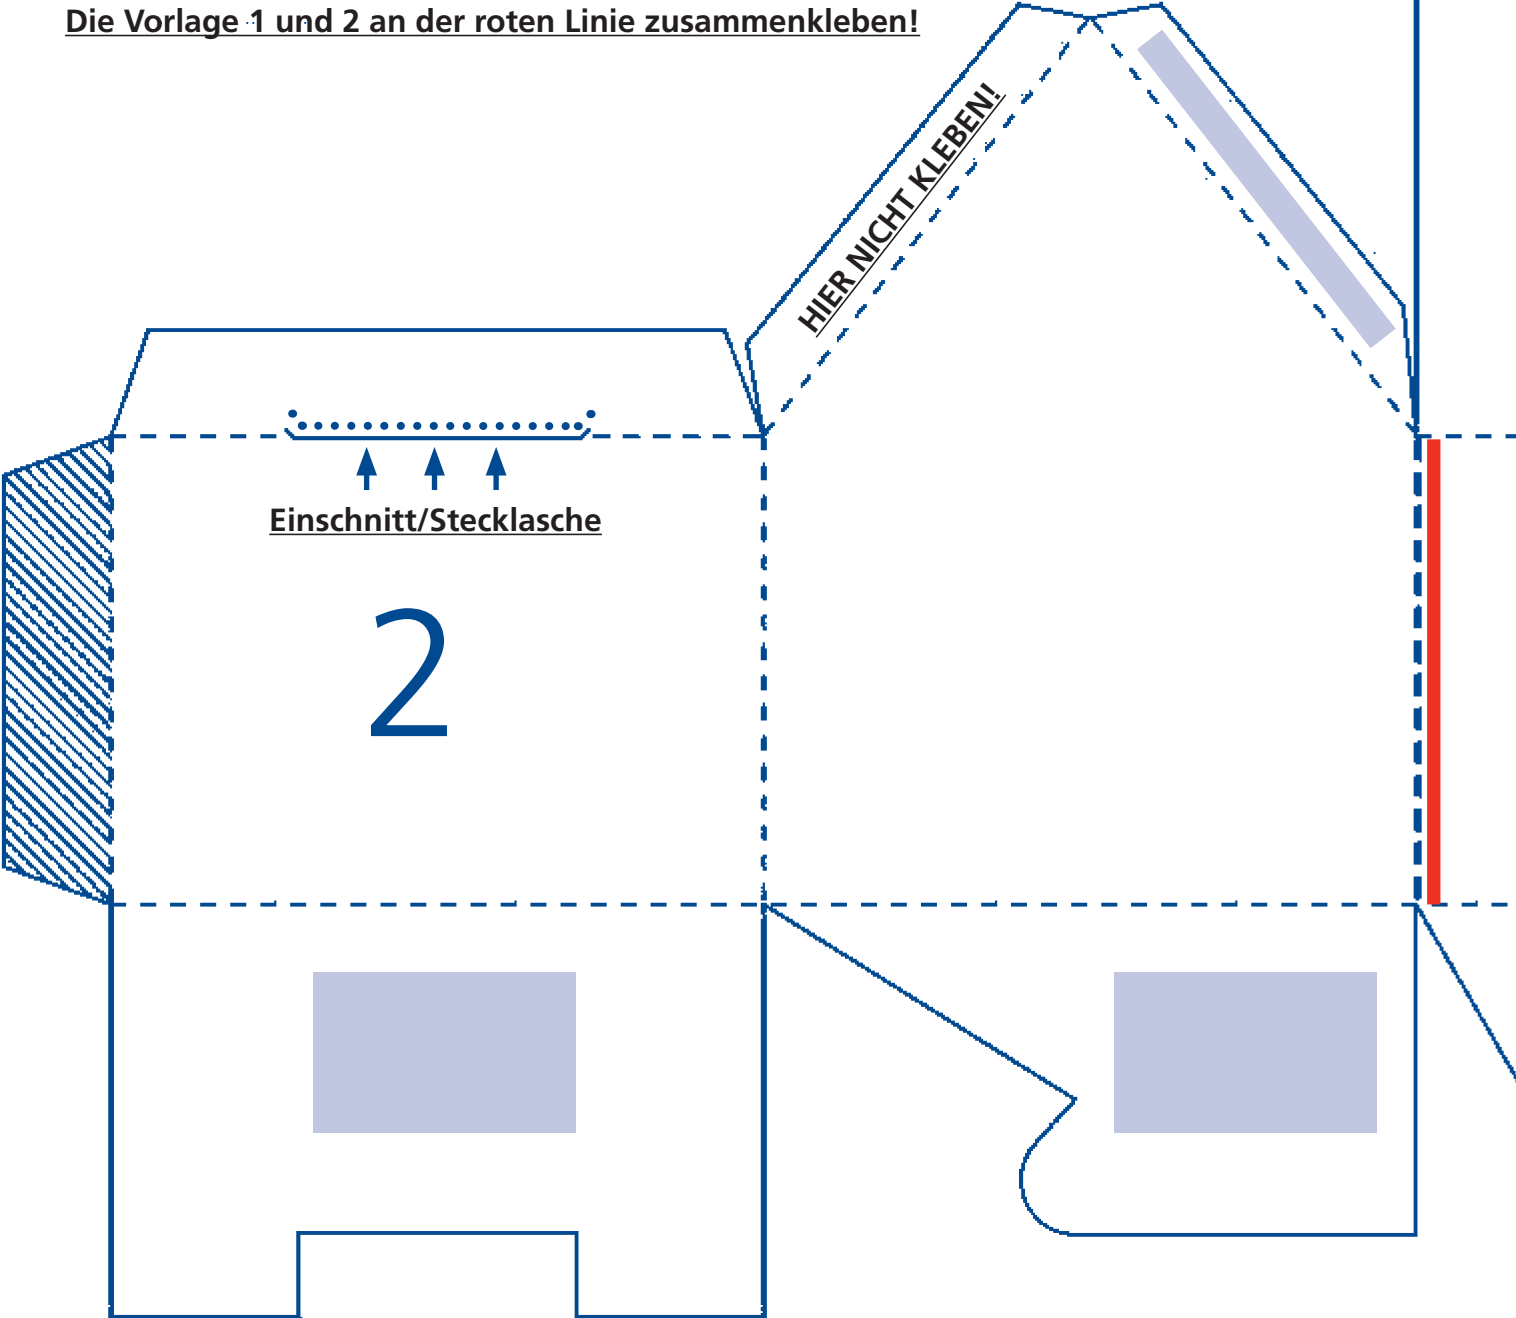 Die Vorlage 1 und 2 an der roten Linie zusammenkleben!
HIER NICHT KLEBEN!
Einschnitt/Stecklasche
2